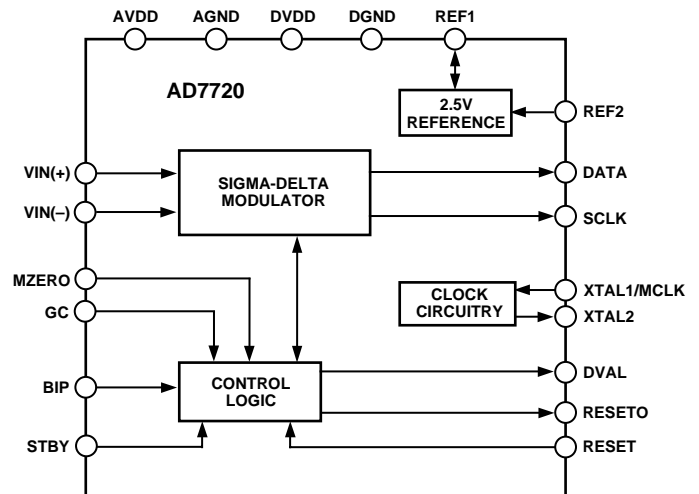 AVDD AGND DVDD DGND REF1
AD7720
2.5V
REFERENCE
REF2
VIN(+)
VIN(–)
SIGMA-DELTA
MODULATOR
DATA
SCLK
MZERO
GC
CLOCK
CIRCUITRY
XTAL1/MCLK
XTAL2
BIP
STBY
CONTROL
LOGIC
DVAL
RESETO
RESET